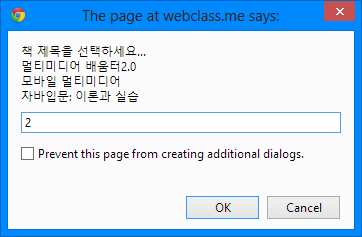 The page at webclass.me says:
책 제목을 선택하세요...
멀티미디어 배움터2.0
모바일 멀티미디어
자바입문: 이론과 실습
2
Prevent this page from creating additional dialogs.
OK Cancel